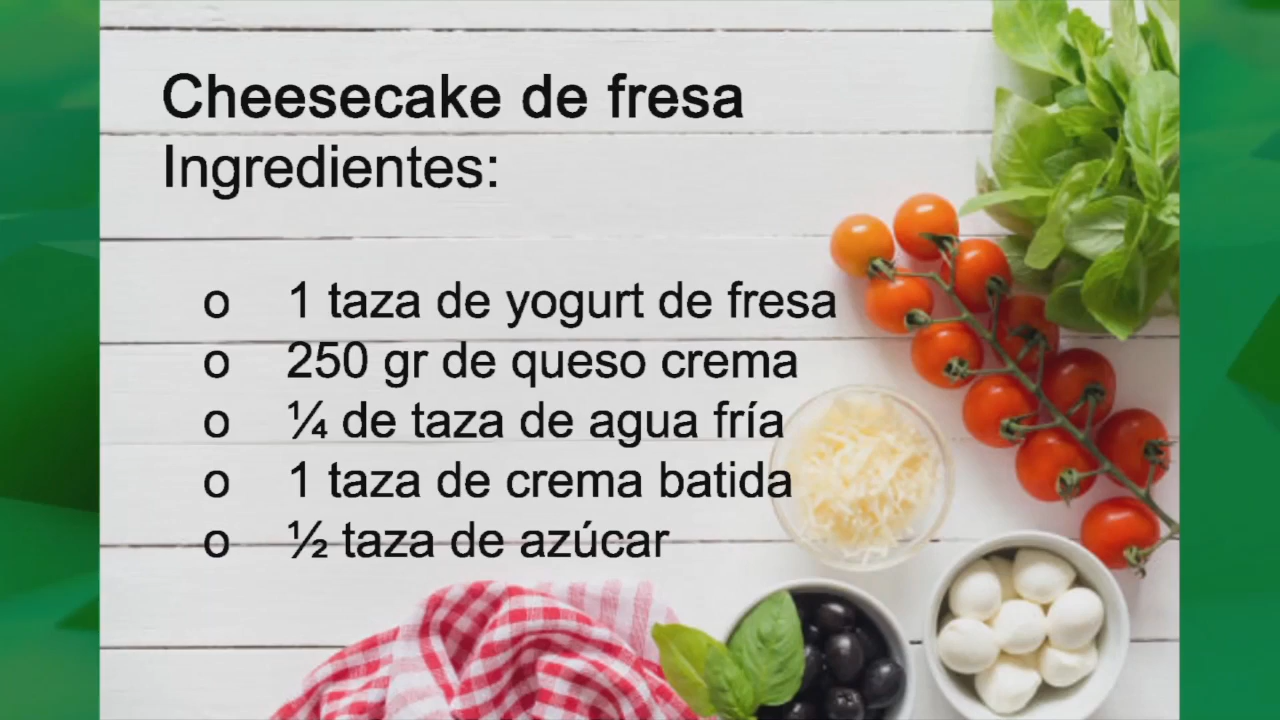 Cheesecake de fresa
Ingredientes:
o 1 taza de yogurt de fresa
o 250 gr de queso crema
o ¼ de taza de agua fría
o 1 taza de crema batida
o ½ taza de azúcar